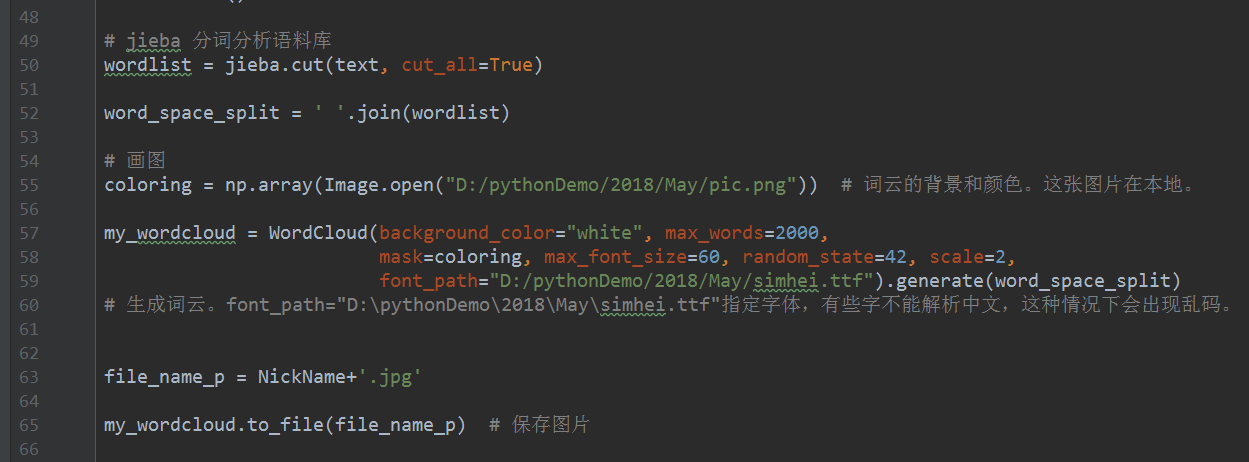 48
49 # jieba 分词分析语料库
50 wordlist = jieba.cut(text, cut_all=True)
51
52 word_space_split = ' '.join(wordlist)
53
54 # 画图
55 coloring = np.array(Image.open("D:/pythonDemo/2018/May/pic.png"))  # 词云的背景和颜色。这张图片在本地。
56
57 my_wordcloud = WordCloud(background_color="white", max_words=2000,
58                          mask=coloring, max_font_size=60, random_state=42, scale=2,
59                          font_path="D:/pythonDemo/2018/May/simhei.ttf").generate(word_space_split)
60 # 生成词云。font_path="D:\pythonDemo\2018\May\simhei.ttf"指定字体，有些字不能解析中文，这种情况下会出现乱码。
61
62
63 file_name_p = NickName+'.jpg'
64
65 my_wordcloud.to_file(file_name_p)  # 保存图片
66